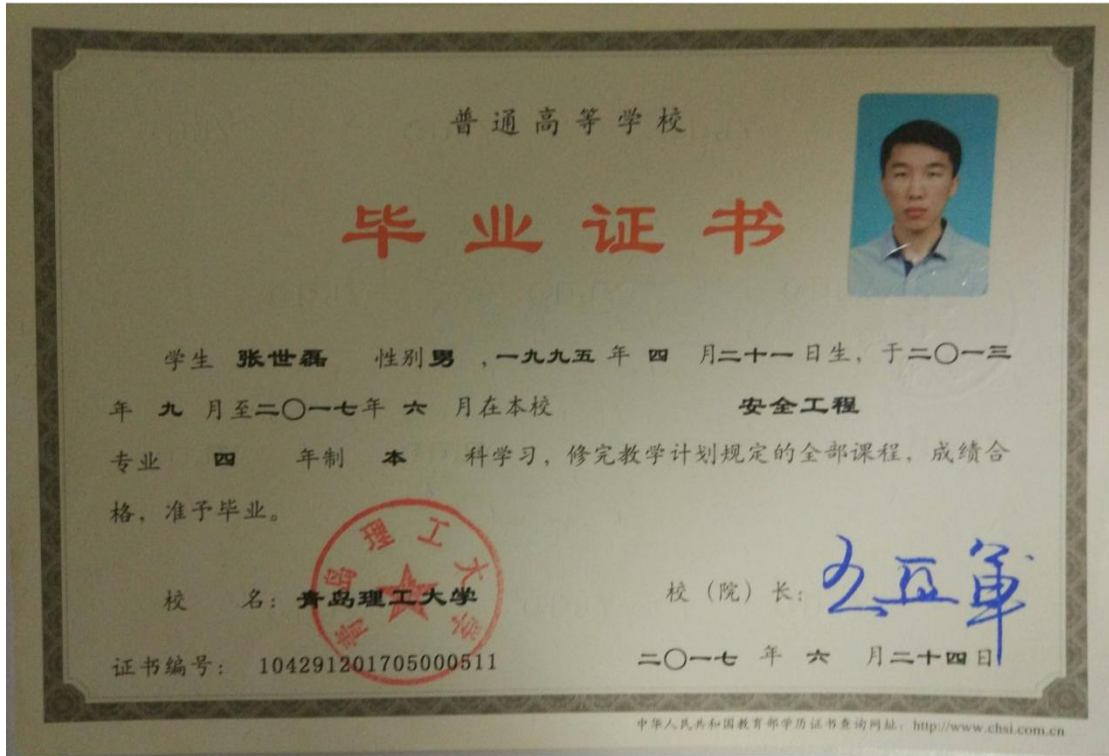 普通高等学校
毕业证书
学生 张世磊 性别男，一九九五年四月二十一日生，于二〇一三
年九月至二〇一七年六月在本校 安全工程
专业 四 年制 本 科学习，修完教学计划规定的全部课程，成绩合
格，准予毕业。
青岛理工大学
校 名：青岛理工大学
校（院）长：
证书编号： 104291201705000511
二〇一七年六月二十四日
中华人民共和国教育部学历证书查询网址：http://www.chsi.com.cn